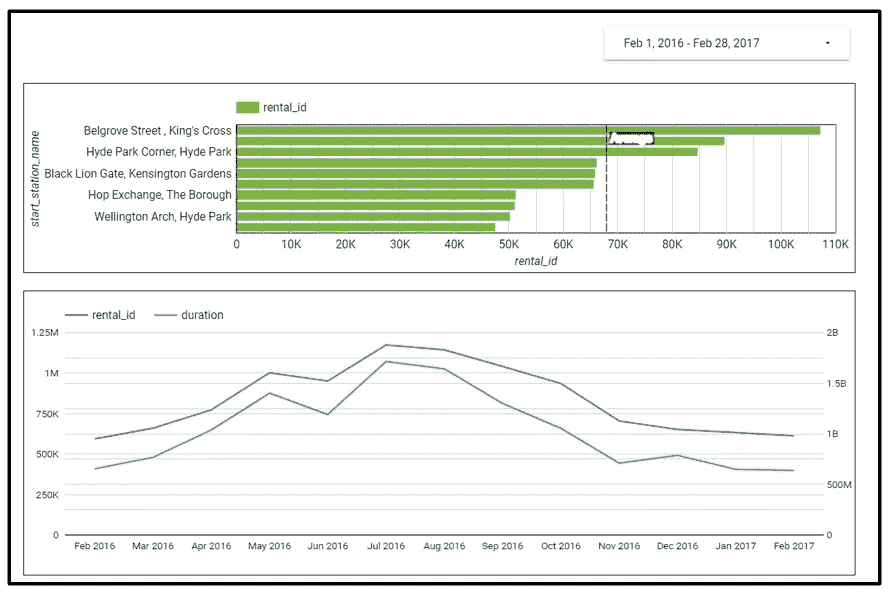 Feb 1, 2016 - Feb 28, 2017
rental_id
start_station_name
Belgrove Street , King's Cross
Hyde Park Corner, Hyde Park
Black Lion Gate, Kensington Gardens
Hop Exchange, The Borough
Wellington Arch, Hyde Park
0 10K 20K 30K 40K 50K 60K 70K 80K 90K 100K 110K
rental_id
rental_id duration
1.25M 2B
1M 1.5B
750K 1B
500K 500M
250K
0 0
Feb 2016 Mar 2016 Apr 2016 May 2016 Jun 2016 Jul 2016 Aug 2016 Sep 2016 Oct 2016 Nov 2016 Dec 2016 Jan 2017 Feb 2017